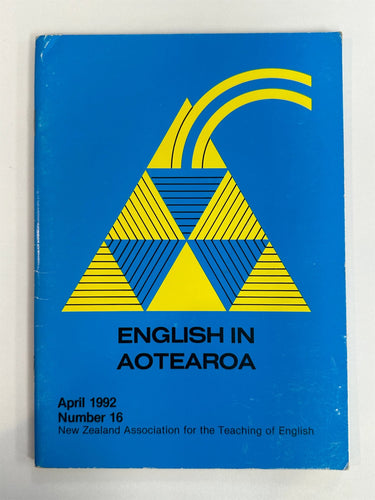 ENGLISH IN
AOTEAROA
April 1992
Number 16
New Zealand Association for the Teaching of English